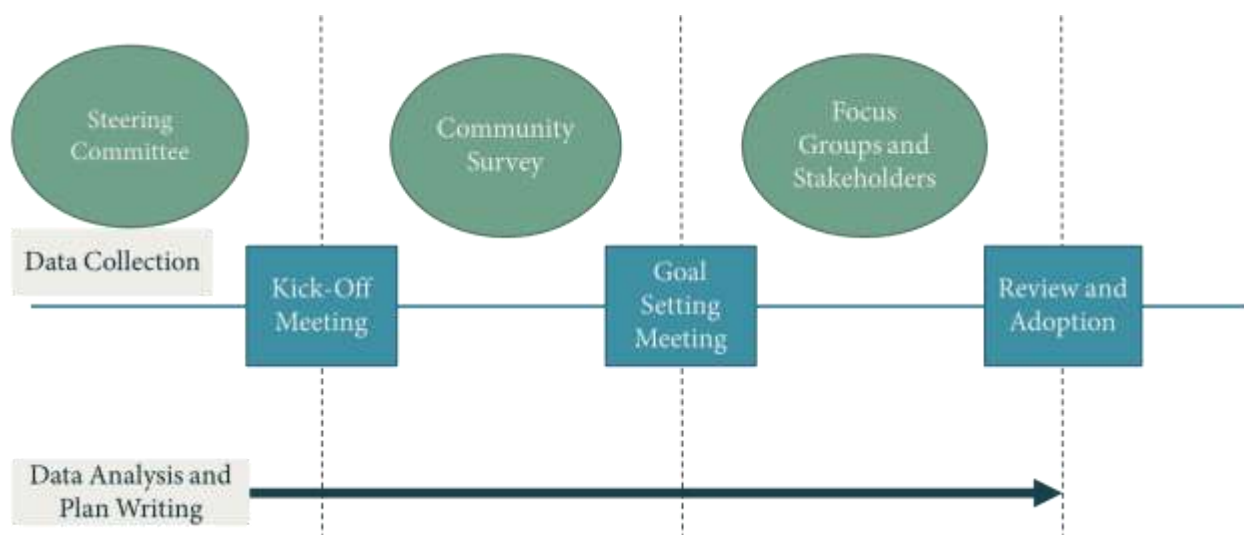 Steering
Committee
Community
Survey
Focus
Groups and
Stakeholders
Data Collection
Kick-Off
Meeting
Goal
Setting
Meeting
Review and
Adoption
Data Analysis and
Plan Writing